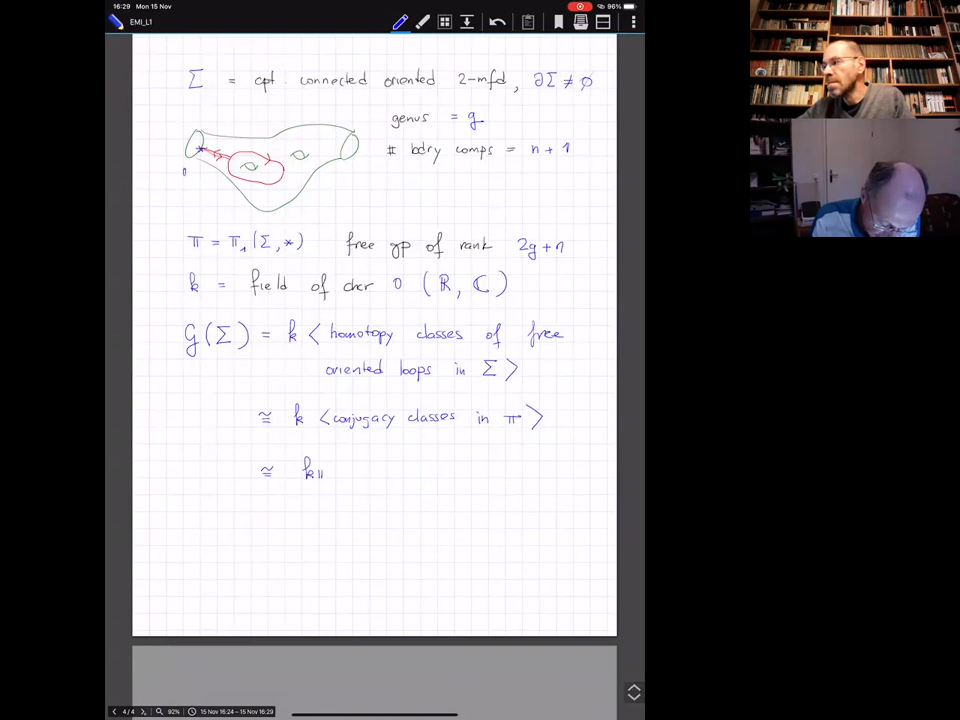 16:29 Mon 15 Nov
96%
EMI_L1
Σ = cpt. connected oriented 2-mfd, ∂Σ ≠ ∅
genus = g
# bdry comps = n + 1
*
0
π = π₁(Σ, *) free gp of rank 2g+n
k = field of char 0 (ℝ, ℂ)
G(Σ) = k < homotopy classes of free
oriented loops in Σ >
≅ k <conjugacy classes in π>
≅ k
4/4
92%
15 Nov 16:24 – 15 Nov 16:29